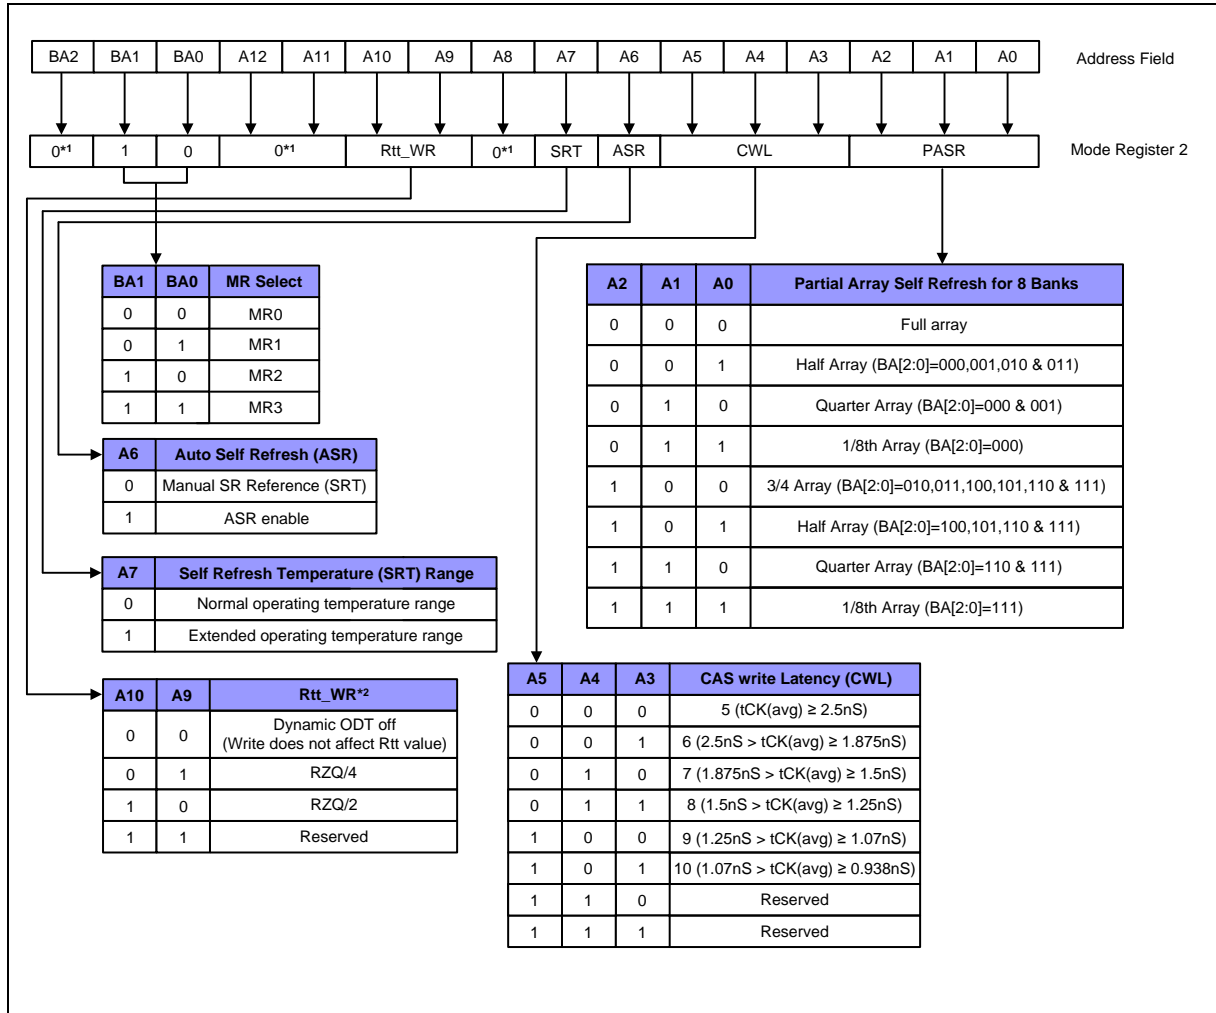 BA2 BA1 BA0 A12 A11 A10 A9 A8 A7 A6 A5 A4 A3 A2 A1 A0 Address Field
0*1 1 0 0*1 Rtt_WR 0*1 SRT ASR CWL PASR Mode Register 2
BA1 BA0 MR Select
0 0 MR0
0 1 MR1
1 0 MR2
1 1 MR3
A6 Auto Self Refresh (ASR)
0 Manual SR Reference (SRT)
1 ASR enable
A7 Self Refresh Temperature (SRT) Range
0 Normal operating temperature range
1 Extended operating temperature range
A10 A9 Rtt_WR*2
0 0 Dynamic ODT off
(Write does not affect Rtt value)
0 1 RZQ/4
1 0 RZQ/2
1 1 Reserved
A2 A1 A0 Partial Array Self Refresh for 8 Banks
0 0 0 Full array
0 0 1 Half Array (BA[2:0]=000,001,010 & 011)
0 1 0 Quarter Array (BA[2:0]=000 & 001)
0 1 1 1/8th Array (BA[2:0]=000)
1 0 0 3/4 Array (BA[2:0]=010,011,100,101,110 & 111)
1 0 1 Half Array (BA[2:0]=100,101,110 & 111)
1 1 0 Quarter Array (BA[2:0]=110 & 111)
1 1 1 1/8th Array (BA[2:0]=111)
A5 A4 A3 CAS write Latency (CWL)
0 0 0 5 (tCK(avg) ≥ 2.5nS)
0 0 1 6 (2.5nS > tCK(avg) ≥ 1.875nS)
0 1 0 7 (1.875nS > tCK(avg) ≥ 1.5nS)
0 1 1 8 (1.5nS > tCK(avg) ≥ 1.25nS)
1 0 0 9 (1.25nS > tCK(avg) ≥ 1.07nS)
1 0 1 10 (1.07nS > tCK(avg) ≥ 0.938nS)
1 1 0 Reserved
1 1 1 Reserved